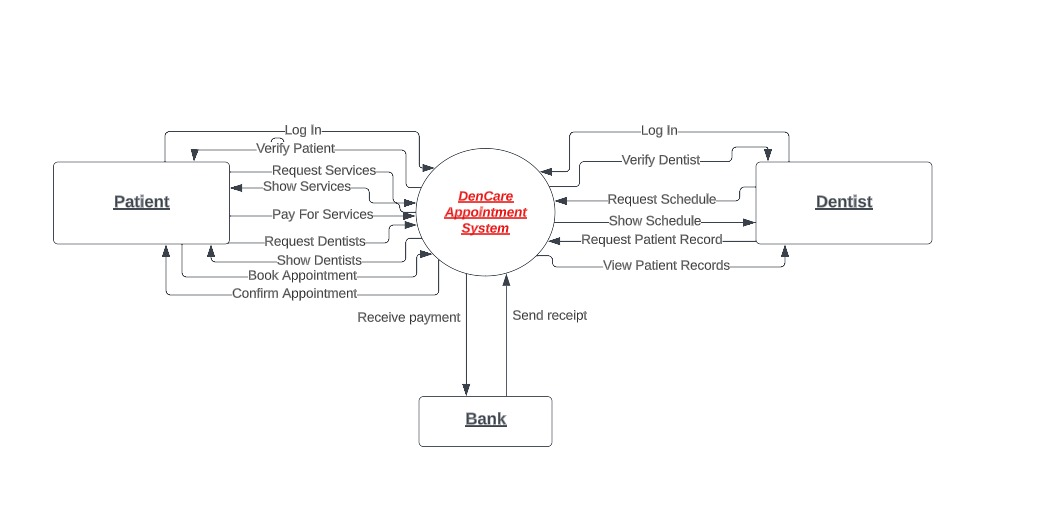 Log In
Verify Patient
Request Services
Show Services
Pay For Services
Request Dentists
Show Dentists
Book Appointment
Confirm Appointment
Patient
DenCare
Appointment
System
Log In
Verify Dentist
Request Schedule
Show Schedule
Request Patient Record
View Patient Records
Dentist
Receive payment
Send receipt
Bank